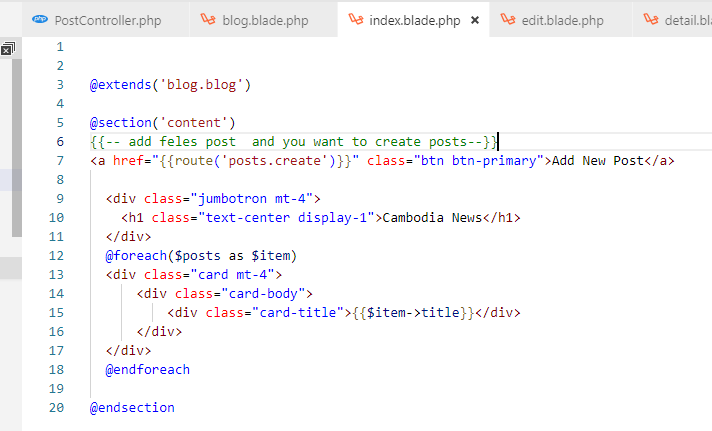 php PostController.php blog.blade.php index.blade.php × edit.blade.php detail.bla
1
2
3 @extends('blog.blog')
4
5 @section('content')
6 {{-- add feles post  and you want to create posts--}}
7 <a href="{{route('posts.create')}}" class="btn btn-primary">Add New Post</a>
8
9   <div class="jumbotron mt-4">
10     <h1 class="text-center display-1">Cambodia News</h1>
11   </div>
12   @foreach($posts as $item)
13   <div class="card mt-4">
14       <div class="card-body">
15           <div class="card-title">{{$item->title}}</div>
16       </div>
17   </div>
18   @endforeach
19
20 @endsection